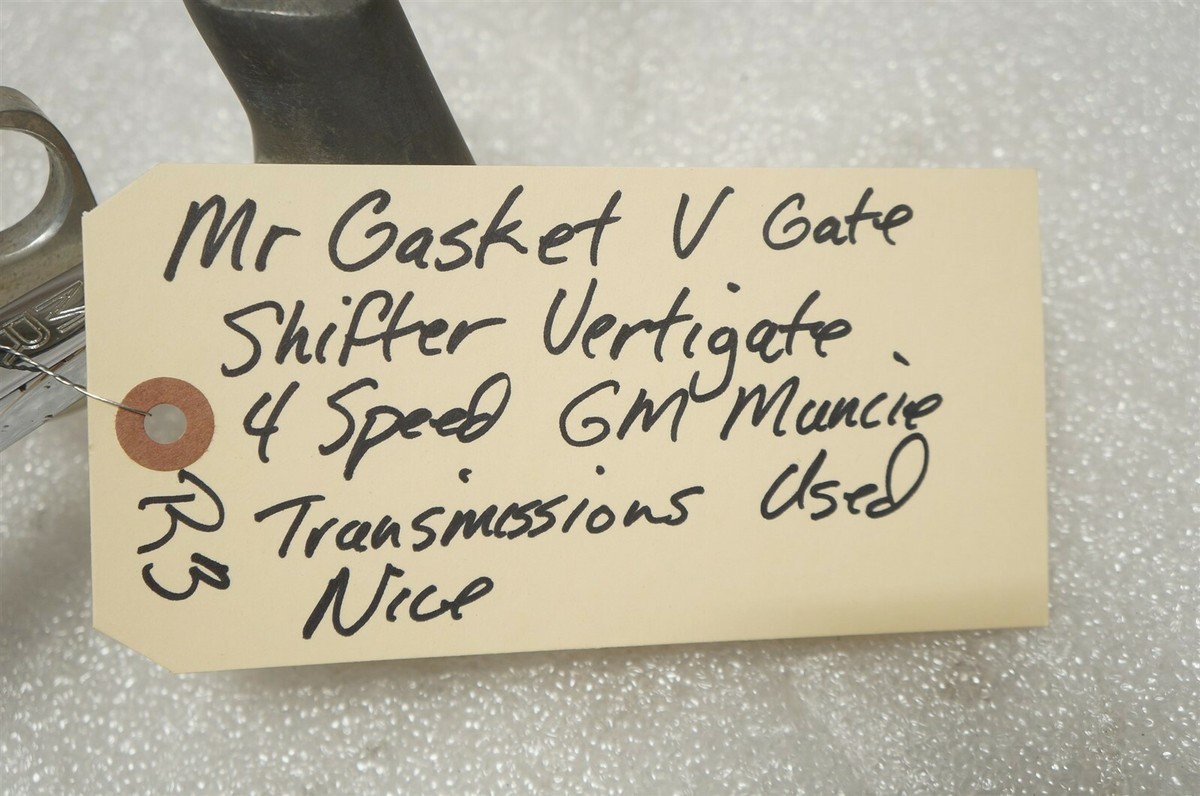 Mr Gasket V Gate
Shifter Vertigate
4 Speed GM Muncie
Transmissions Used
Nice
R3